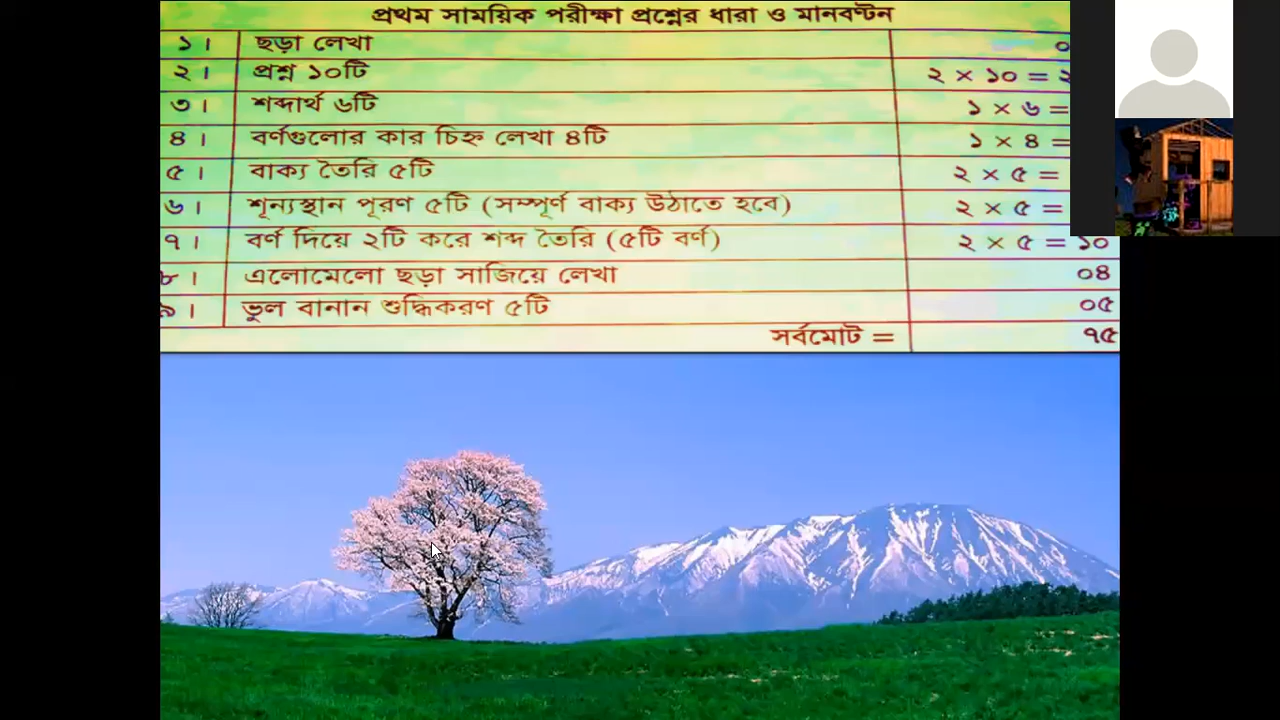 প্রথম সাময়িক পরীক্ষা প্রশ্নের ধারা ও মানবণ্টন
১। ছড়া লেখা ০
২। প্রশ্ন ১০টি ২ × ১০ = ২
৩। শব্দার্থ ৬টি ১ × ৬ =
৪। বর্ণগুলোর কার চিহ্ন লেখা ৪টি ১ × ৪ =
৫। বাক্য তৈরি ৫টি ২ × ৫ =
৬। শূন্যস্থান পূরণ ৫টি (সম্পূর্ণ বাক্য উঠাতে হবে) ২ × ৫ =
৭। বর্ণ দিয়ে ২টি করে শব্দ তৈরি (৫টি বর্ণ) ২ × ৫ = ১০
৮। এলোমেলো ছড়া সাজিয়ে লেখা ০৪
৯। ভুল বানান শুদ্ধিকরণ ৫টি ০৫
সর্বমোট = ৭৫